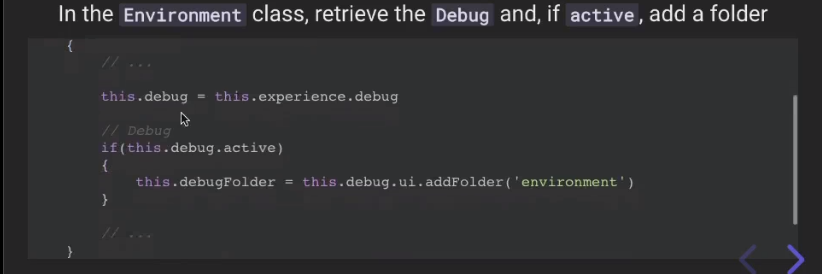 In the Environment class, retrieve the Debug and, if active, add a folder
{
// ...
this.debug = this.experience.debug
// Debug
if(this.debug.active)
{
this.debugFolder = this.debug.ui.addFolder('environment')
}
// ...
}